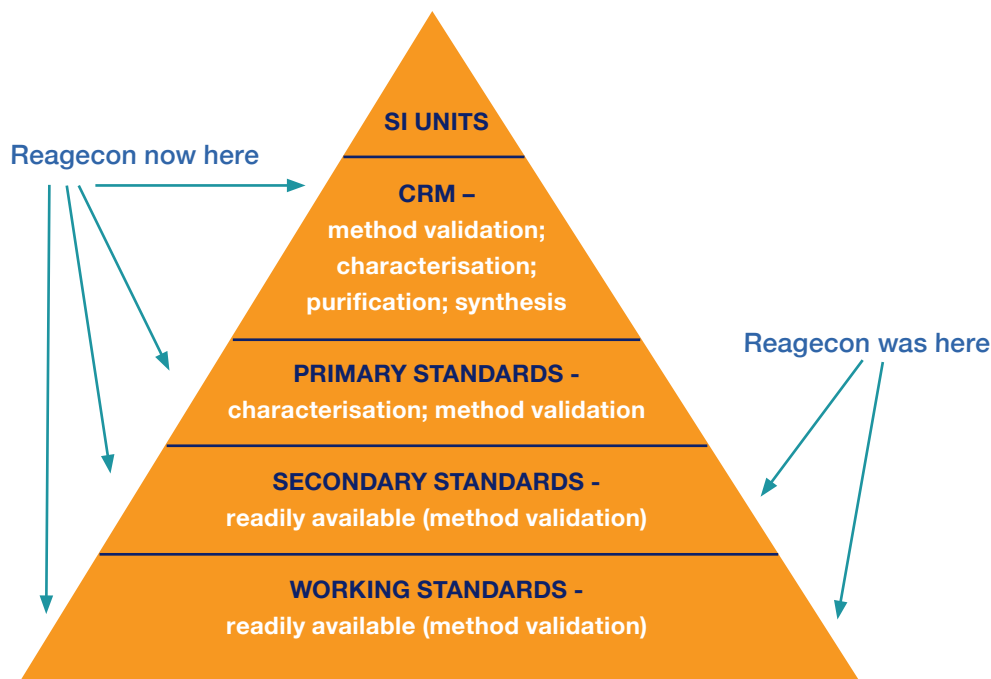 SI UNITS
Reagecon now here
CRM –
method validation;
characterisation;
purification; synthesis
Reagecon was here
PRIMARY STANDARDS -
characterisation; method validation
SECONDARY STANDARDS -
readily available (method validation)
WORKING STANDARDS -
readily available (method validation)